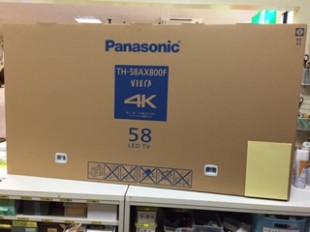 Panasonic
TH-58AX800F
VIERA
4K
58
LED TV